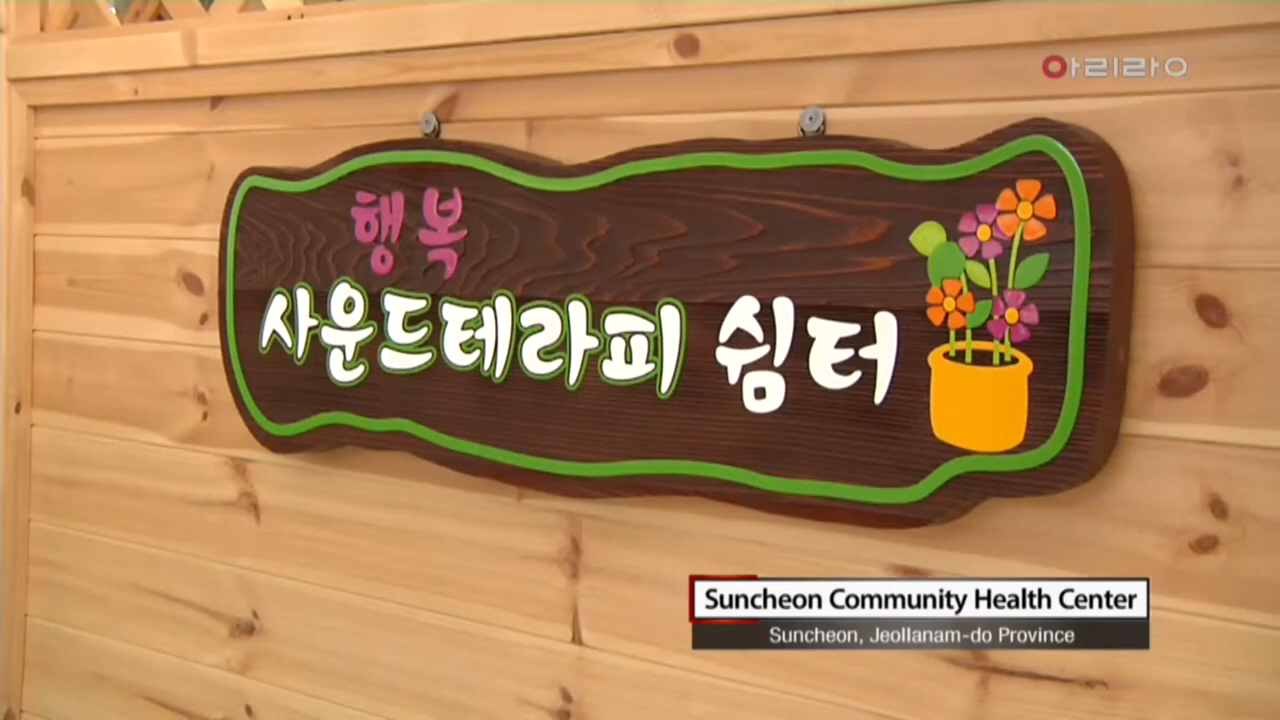 아리랑
행복
사운드테라피 쉼터
Suncheon Community Health Center
Suncheon, Jeollanam-do Province